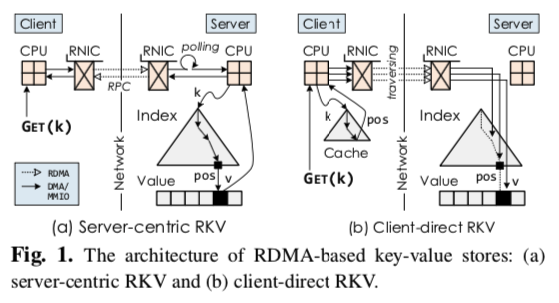 Client
Server
CPU
RNIC
RNIC
polling
CPU
RPC
k
GET(k)
Index
Network
RDMA
DMA/
MMIO
pos
v
Value
(a) Server-centric RKV
Client
Server
CPU
RNIC
RNIC
CPU
traversing
k
pos
Cache
GET(k)
Index
Network
pos
v
Value
(b) Client-direct RKV
Fig. 1. The architecture of RDMA-based key-value stores: (a)
server-centric RKV and (b) client-direct RKV.